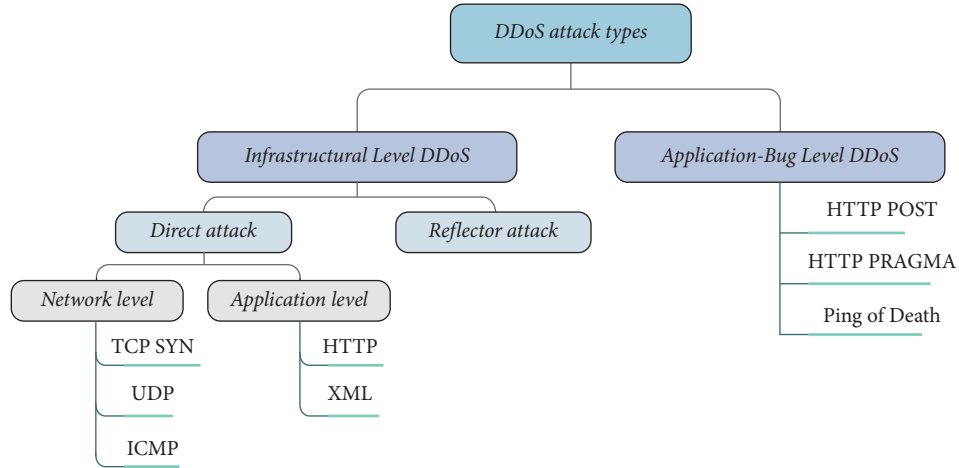 DDoS attack types
Infrastructural Level DDoS
Application-Bug Level DDoS
Direct attack
Reflector attack
Network level
Application level
TCP SYN
UDP
ICMP
HTTP
XML
HTTP POST
HTTP PRAGMA
Ping of Death